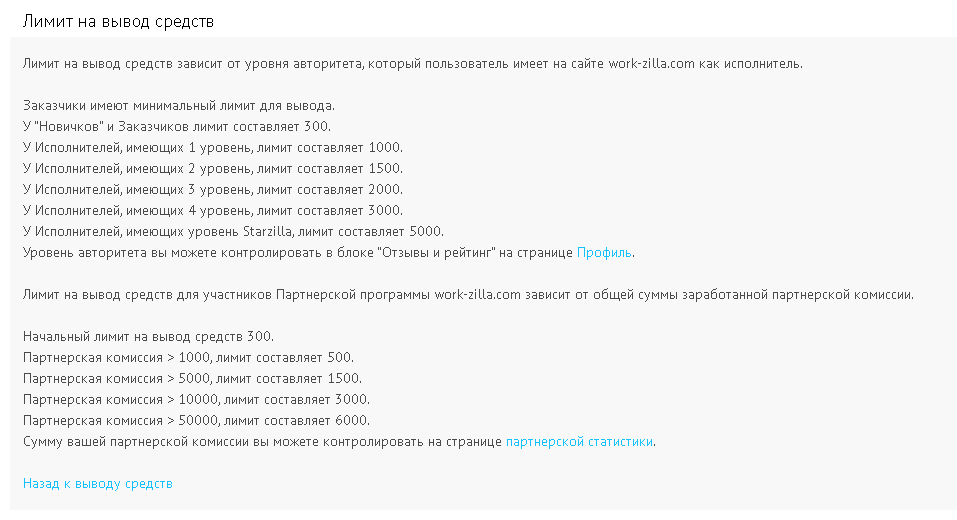 Лимит на вывод средств
Лимит на вывод средств зависит от уровня авторитета, который пользователь имеет на сайте work-zilla.com как исполнитель.
Заказчики имеют минимальный лимит для вывода.
У "Новичков" и Заказчиков лимит составляет 300.
У Исполнителей, имеющих 1 уровень, лимит составляет 1000.
У Исполнителей, имеющих 2 уровень, лимит составляет 1500.
У Исполнителей, имеющих 3 уровень, лимит составляет 2000.
У Исполнителей, имеющих 4 уровень, лимит составляет 3000.
У Исполнителей, имеющих уровень Starzilla, лимит составляет 5000.
Уровень авторитета вы можете контролировать в блоке "Отзывы и рейтинг" на странице Профиль.
Лимит на вывод средств для участников Партнерской программы work-zilla.com зависит от общей суммы заработанной партнерской комиссии.
Начальный лимит на вывод средств 300.
Партнерская комиссия > 1000, лимит составляет 500.
Партнерская комиссия > 5000, лимит составляет 1500.
Партнерская комиссия > 10000, лимит составляет 3000.
Партнерская комиссия > 50000, лимит составляет 6000.
Сумму вашей партнерской комиссии вы можете контролировать на странице партнерской статистики.
Назад к выводу средств